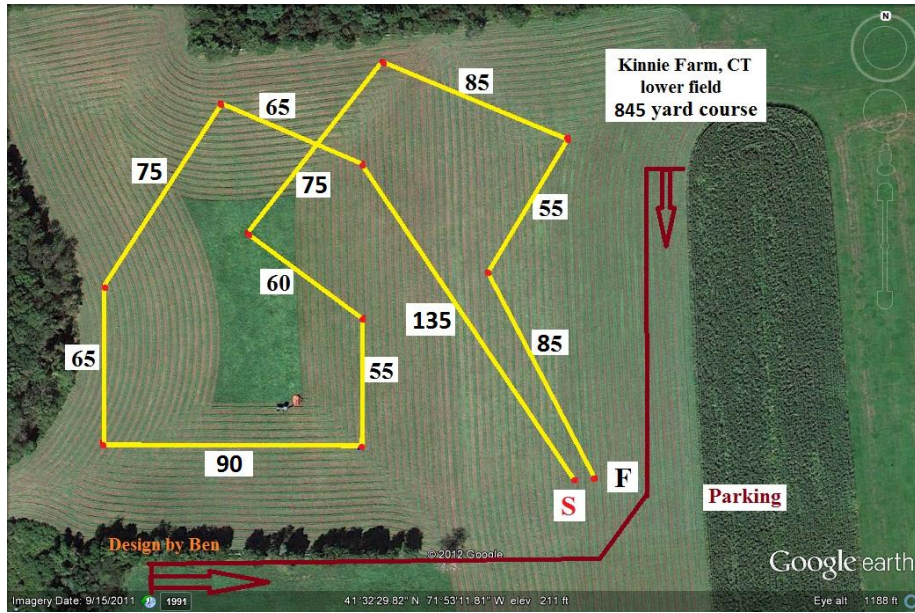 N
Kinnie Farm, CT
lower field
845 yard course
85
65
75
75
55
60
135
85
65
55
90
S
F
Parking
Design by Ben
© 2012 Google
Google earth
Imagery Date: 9/15/2011
1991
41°32'29.82" N 71°53'11.81" W elev 211 ft
Eye alt 1188 ft